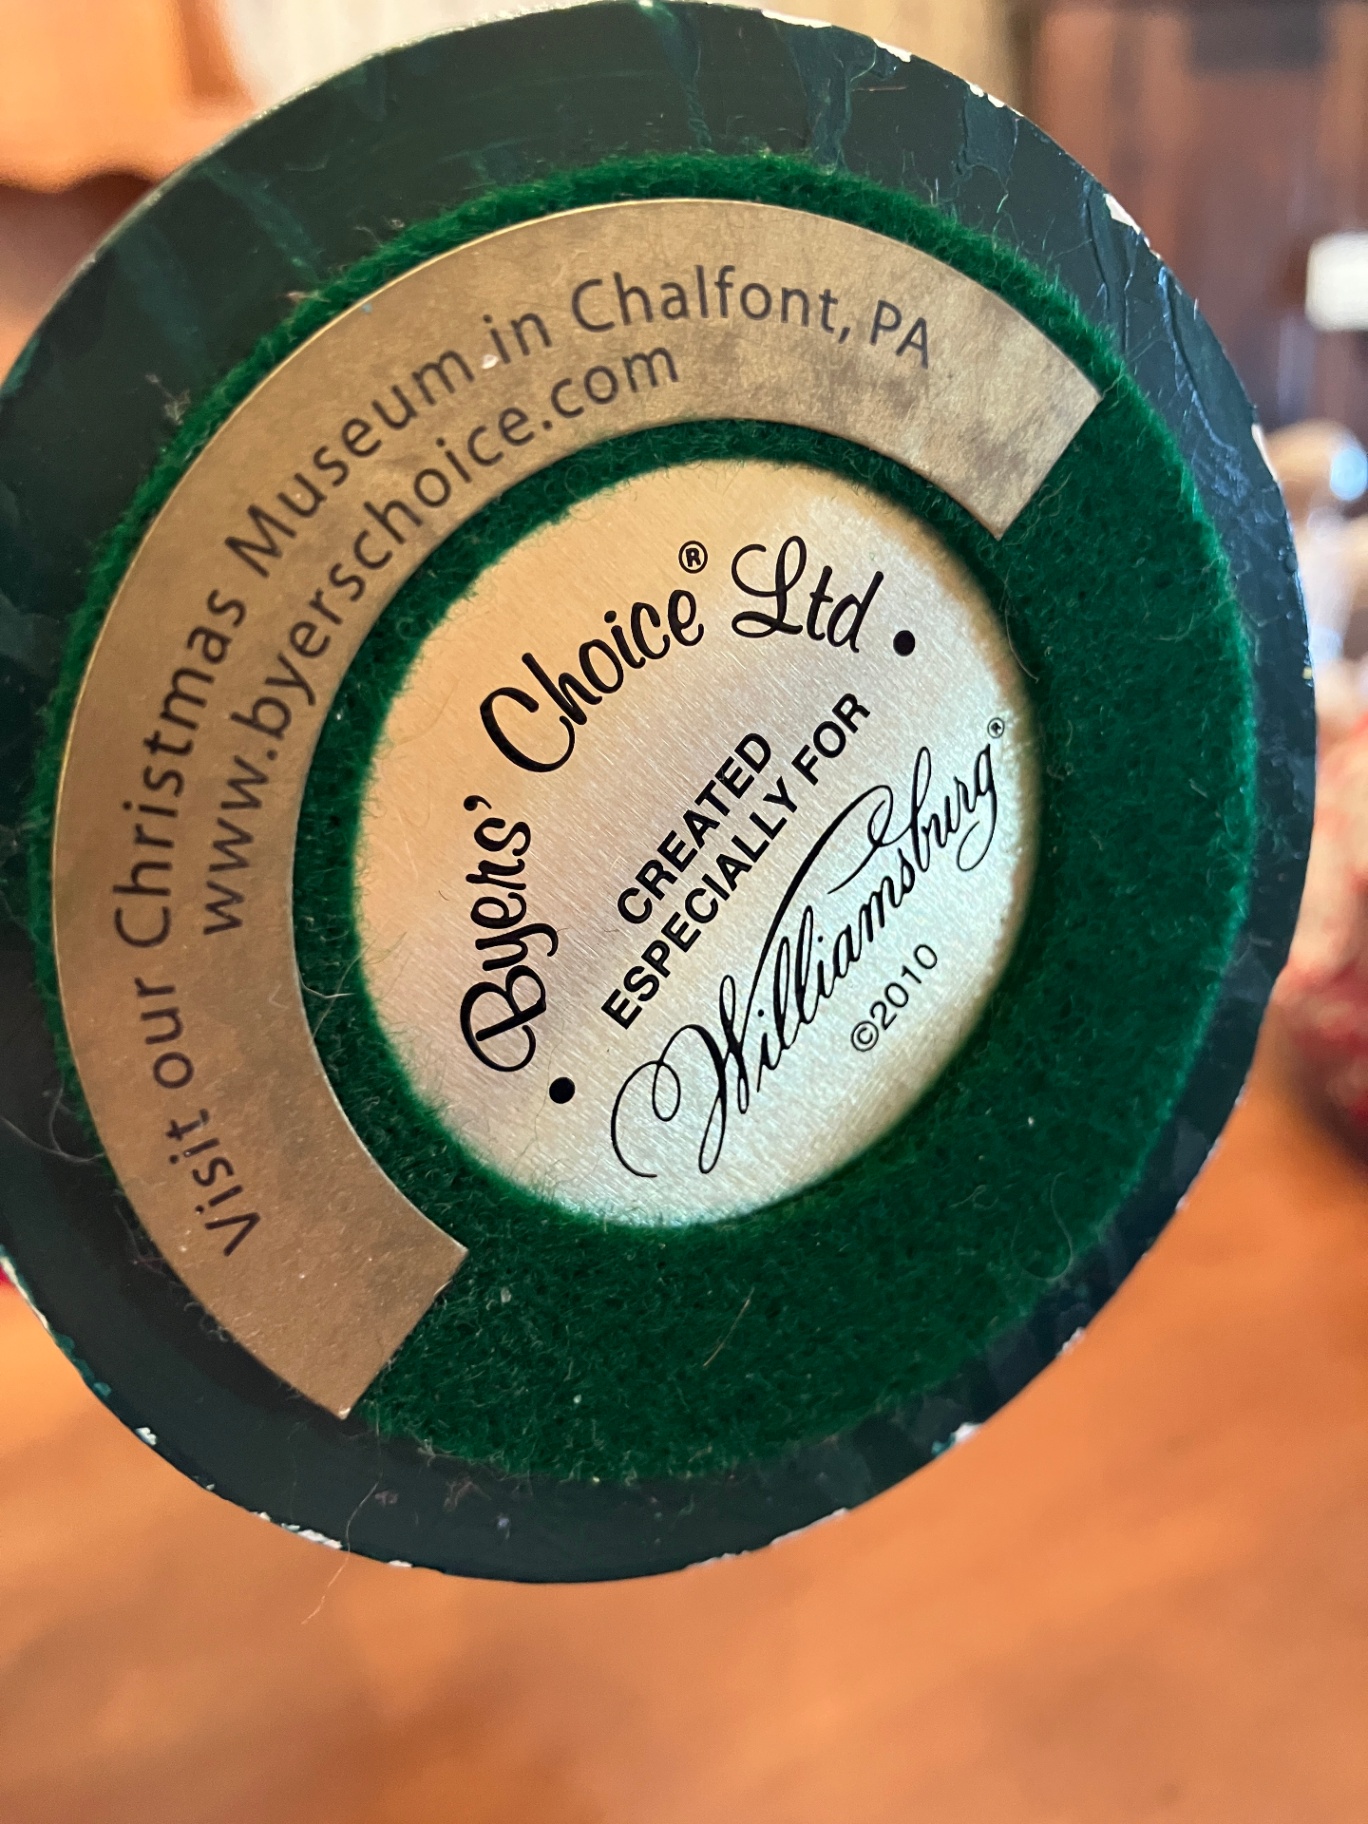 Visit our Christmas Museum in Chalfont, PA
www.byerschoice.com
Byers' Choice® Ltd
• CREATED •
ESPECIALLY FOR
Williamsburg®
©2010